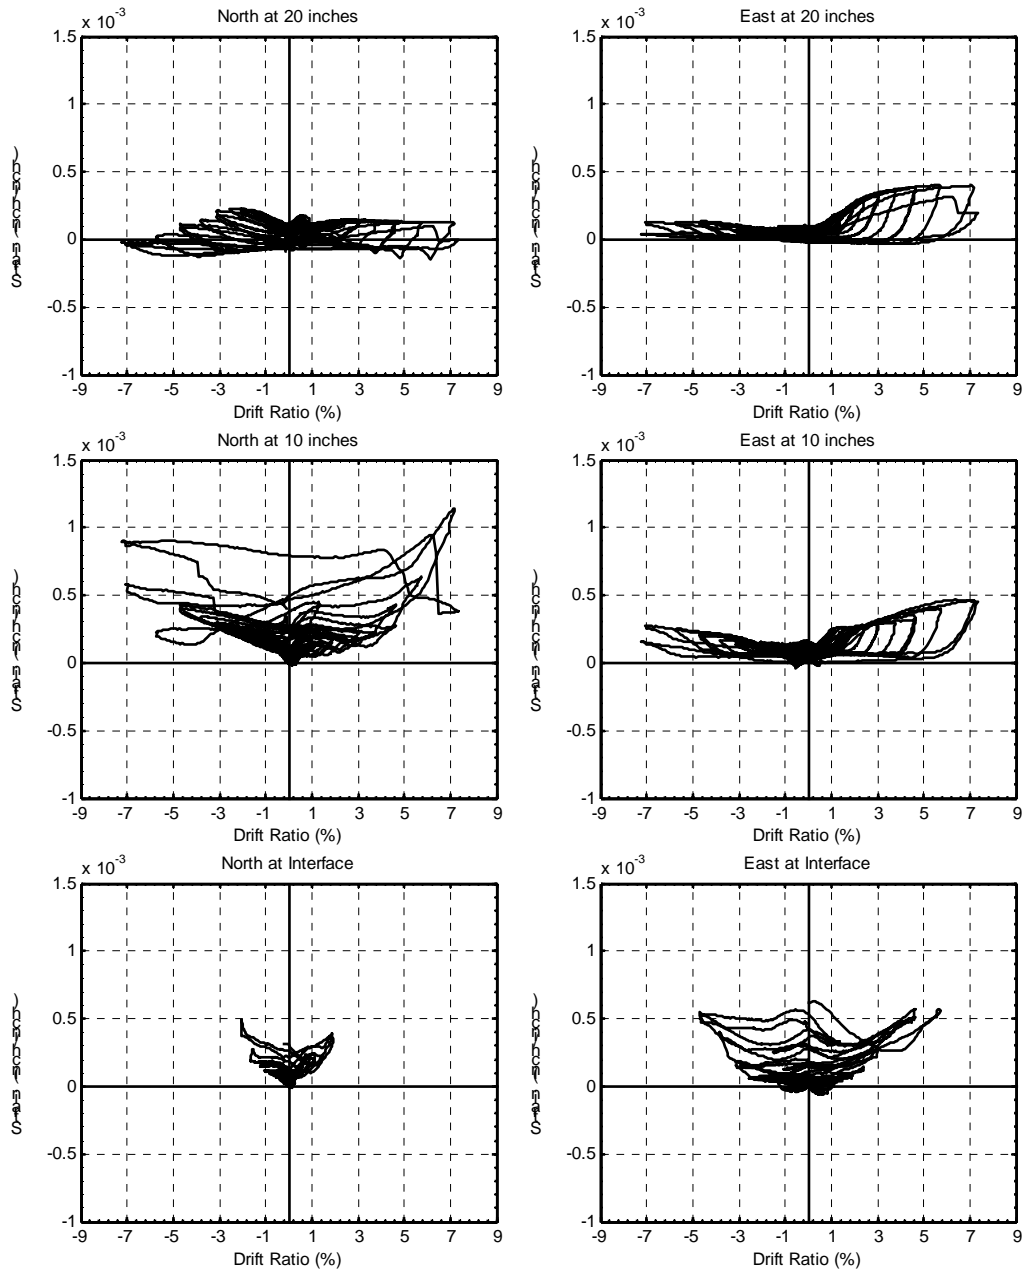 x 10-3
North at 20 inches
1.5
1
0.5
0
-0.5
-1
-9 -7 -5 -3 -1 1 3 5 7 9
Drift Ratio (%)
x 10-3
East at 20 inches
1.5
1
0.5
0
-0.5
-1
-9 -7 -5 -3 -1 1 3 5 7 9
Drift Ratio (%)
x 10-3
North at 10 inches
1.5
1
0.5
0
-0.5
-1
-9 -7 -5 -3 -1 1 3 5 7 9
Drift Ratio (%)
x 10-3
East at 10 inches
1.5
1
0.5
0
-0.5
-1
-9 -7 -5 -3 -1 1 3 5 7 9
Drift Ratio (%)
x 10-3
North at Interface
1.5
1
0.5
0
-0.5
-1
-9 -7 -5 -3 -1 1 3 5 7 9
Drift Ratio (%)
x 10-3
East at Interface
1.5
1
0.5
0
-0.5
-1
-9 -7 -5 -3 -1 1 3 5 7 9
Drift Ratio (%)